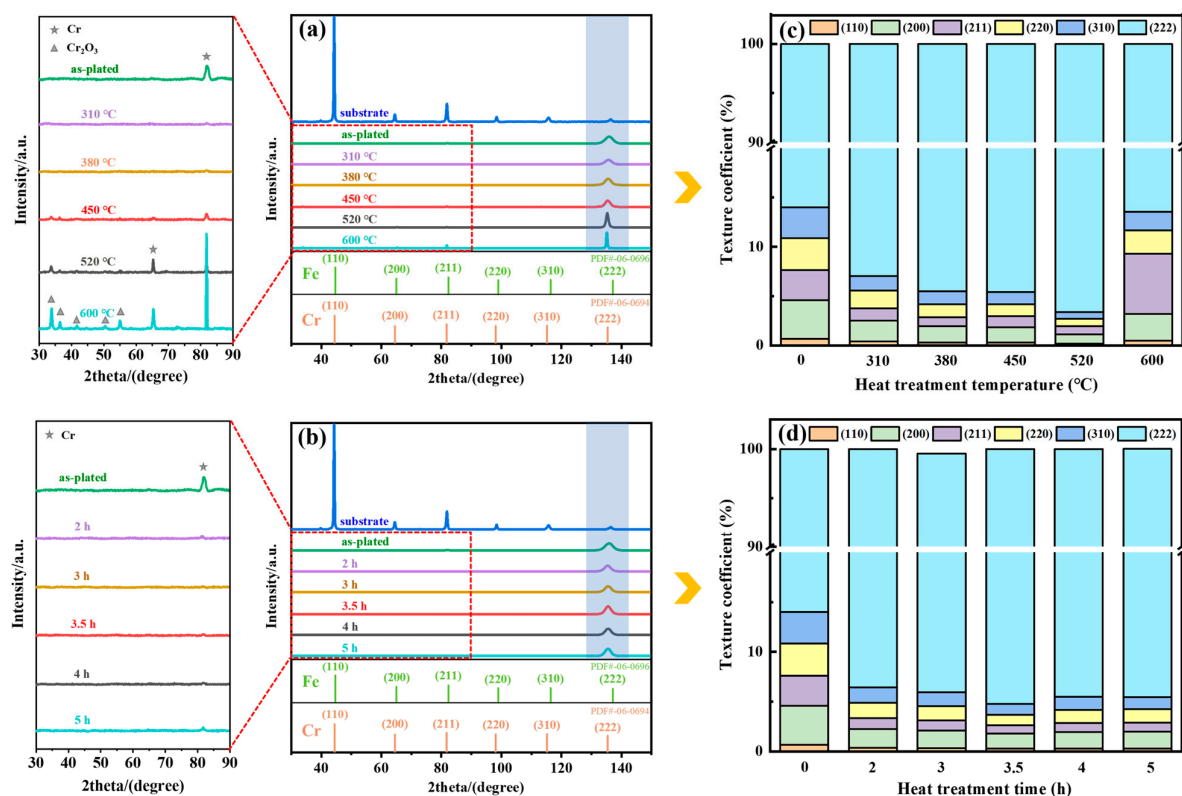 Cr
Cr₂O₃
as-plated
310 °C
380 °C
450 °C
520 °C
600 °C
30 40 50 60 70 80 90
2theta/(degree)
Intensity/a.u.
(a)
substrate
as-plated
310 °C
380 °C
450 °C
520 °C
600 °C
PDF#-06-0696
Fe
(110) (200) (211) (220) (310) (222)
PDF#-06-0694
Cr
(110) (200) (211) (220) (310) (222)
40 60 80 100 120 140
2theta/(degree)
Intensity/a.u.
(c)
(110) (200) (211) (220) (310) (222)
100
90
10
0
Texture coefficient (%)
0 310 380 450 520 600
Heat treatment temperature (°C)
Cr
as-plated
2 h
3 h
3.5 h
4 h
5 h
30 40 50 60 70 80 90
2theta/(degree)
Intensity/a.u.
(b)
substrate
as-plated
2 h
3 h
3.5 h
4 h
5 h
PDF#-06-0696
Fe
(110) (200) (211) (220) (310) (222)
PDF#-06-0694
Cr
(110) (200) (211) (220) (310) (222)
40 60 80 100 120 140
2theta/(degree)
Intensity/a.u.
(d)
(110) (200) (211) (220) (310) (222)
100
90
10
0
Texture coefficient (%)
0 2 3 3.5 4 5
Heat treatment time (h)